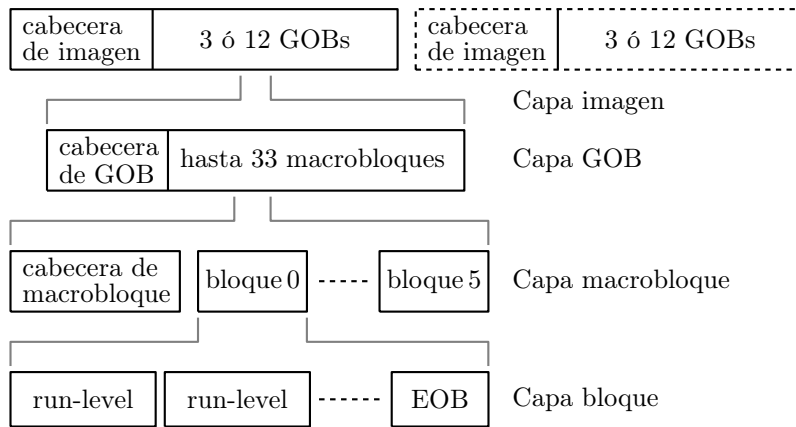 cabecera
de imagen
3 ó 12 GOBs
cabecera
de imagen
3 ó 12 GOBs
Capa imagen
cabecera
de GOB
hasta 33 macrobloques
Capa GOB
cabecera de
macrobloque
bloque 0
bloque 5
Capa macrobloque
run-level
run-level
EOB
Capa bloque